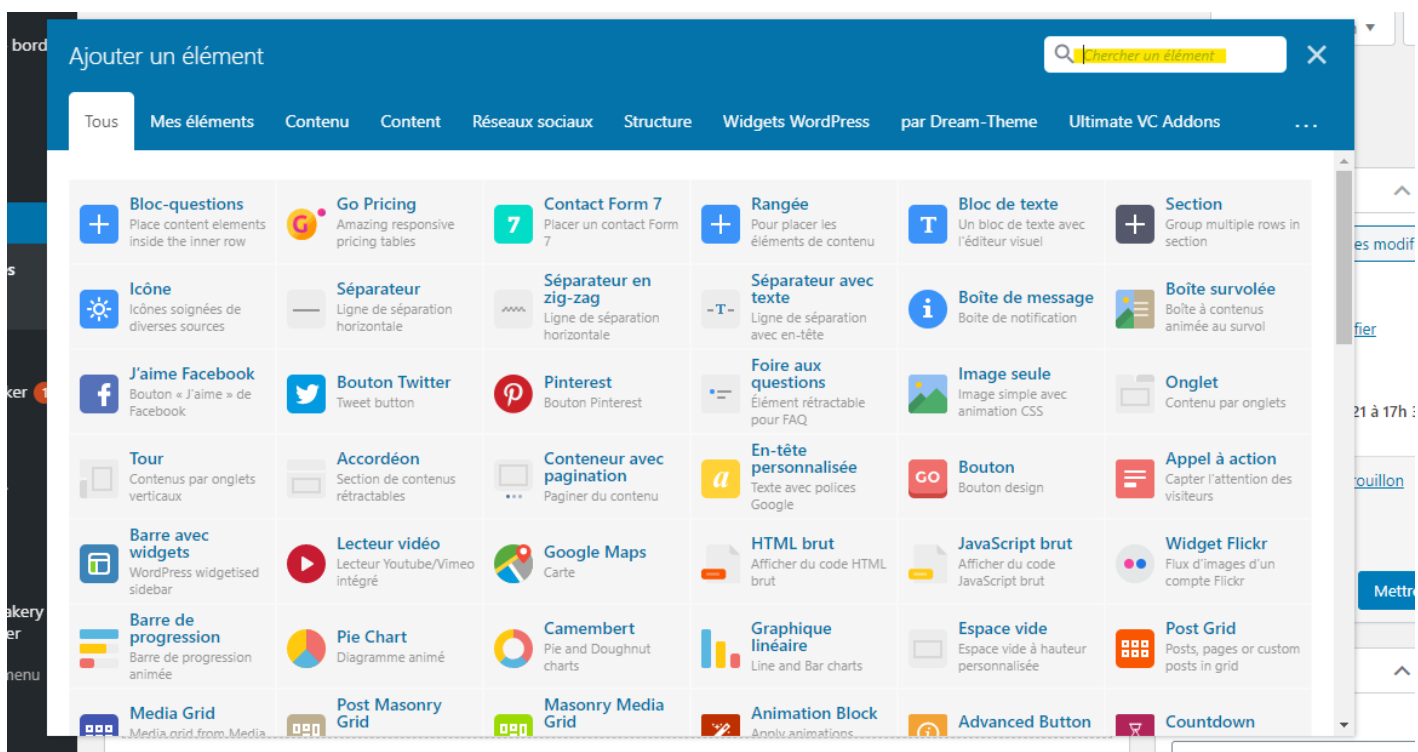 bord
Ajouter un élément
Chercher un élément
Tous
Mes éléments
Contenu
Content
Réseaux sociaux
Structure
Widgets WordPress
par Dream-Theme
Ultimate VC Addons
...
Bloc-questions
Place content elements
inside the inner row
Go Pricing
Amazing responsive
pricing tables
Contact Form 7
Placer un contact Form
7
Rangée
Pour placer les
éléments de contenu
Bloc de texte
Un bloc de texte avec
l'éditeur visuel
Section
Group multiple rows in
section
es modif
s
Icône
Icônes soignées de
diverses sources
Séparateur
Ligne de séparation
horizontale
Séparateur en
zig-zag
Ligne de séparation
horizontale
Séparateur avec
texte
Ligne de séparation
avec en-tête
Boîte de message
Boite de notification
Boîte survolée
Boîte à contenus
animée au survol
fier
ker 1
J'aime Facebook
Bouton « J'aime » de
Facebook
Bouton Twitter
Tweet button
Pinterest
Bouton Pinterest
Foire aux
questions
Élément rétractable
pour FAQ
Image seule
Image simple avec
animation CSS
Onglet
Contenu par onglets
21 à 17h 3
Tour
Contenus par onglets
verticaux
Accordéon
Section de contenus
rétractables
Conteneur avec
pagination
Paginer du contenu
En-tête
personnalisée
Texte avec polices
Google
GO
Bouton
Bouton design
Appel à action
Capter l'attention des
visiteurs
rouillon
Barre avec
widgets
WordPress widgetised
sidebar
Lecteur vidéo
Lecteur Youtube/Vimeo
intégré
Google Maps
Carte
HTML brut
Afficher du code HTML
brut
JavaScript brut
Afficher du code
JavaScript brut
Widget Flickr
Flux d'images d'un
compte Flickr
Mettre
akery
er
menu
Barre de
progression
Barre de progression
animée
Pie Chart
Diagramme animé
Camembert
Pie and Doughnut
charts
Graphique
linéaire
Line and Bar charts
Espace vide
Espace vide à hauteur
personnalisée
Post Grid
Posts, pages or custom
posts in grid
Media Grid
Media grid from Media
Post Masonry
Grid
Masonry Media
Grid
Animation Block
Apply animations
Advanced Button
Countdown